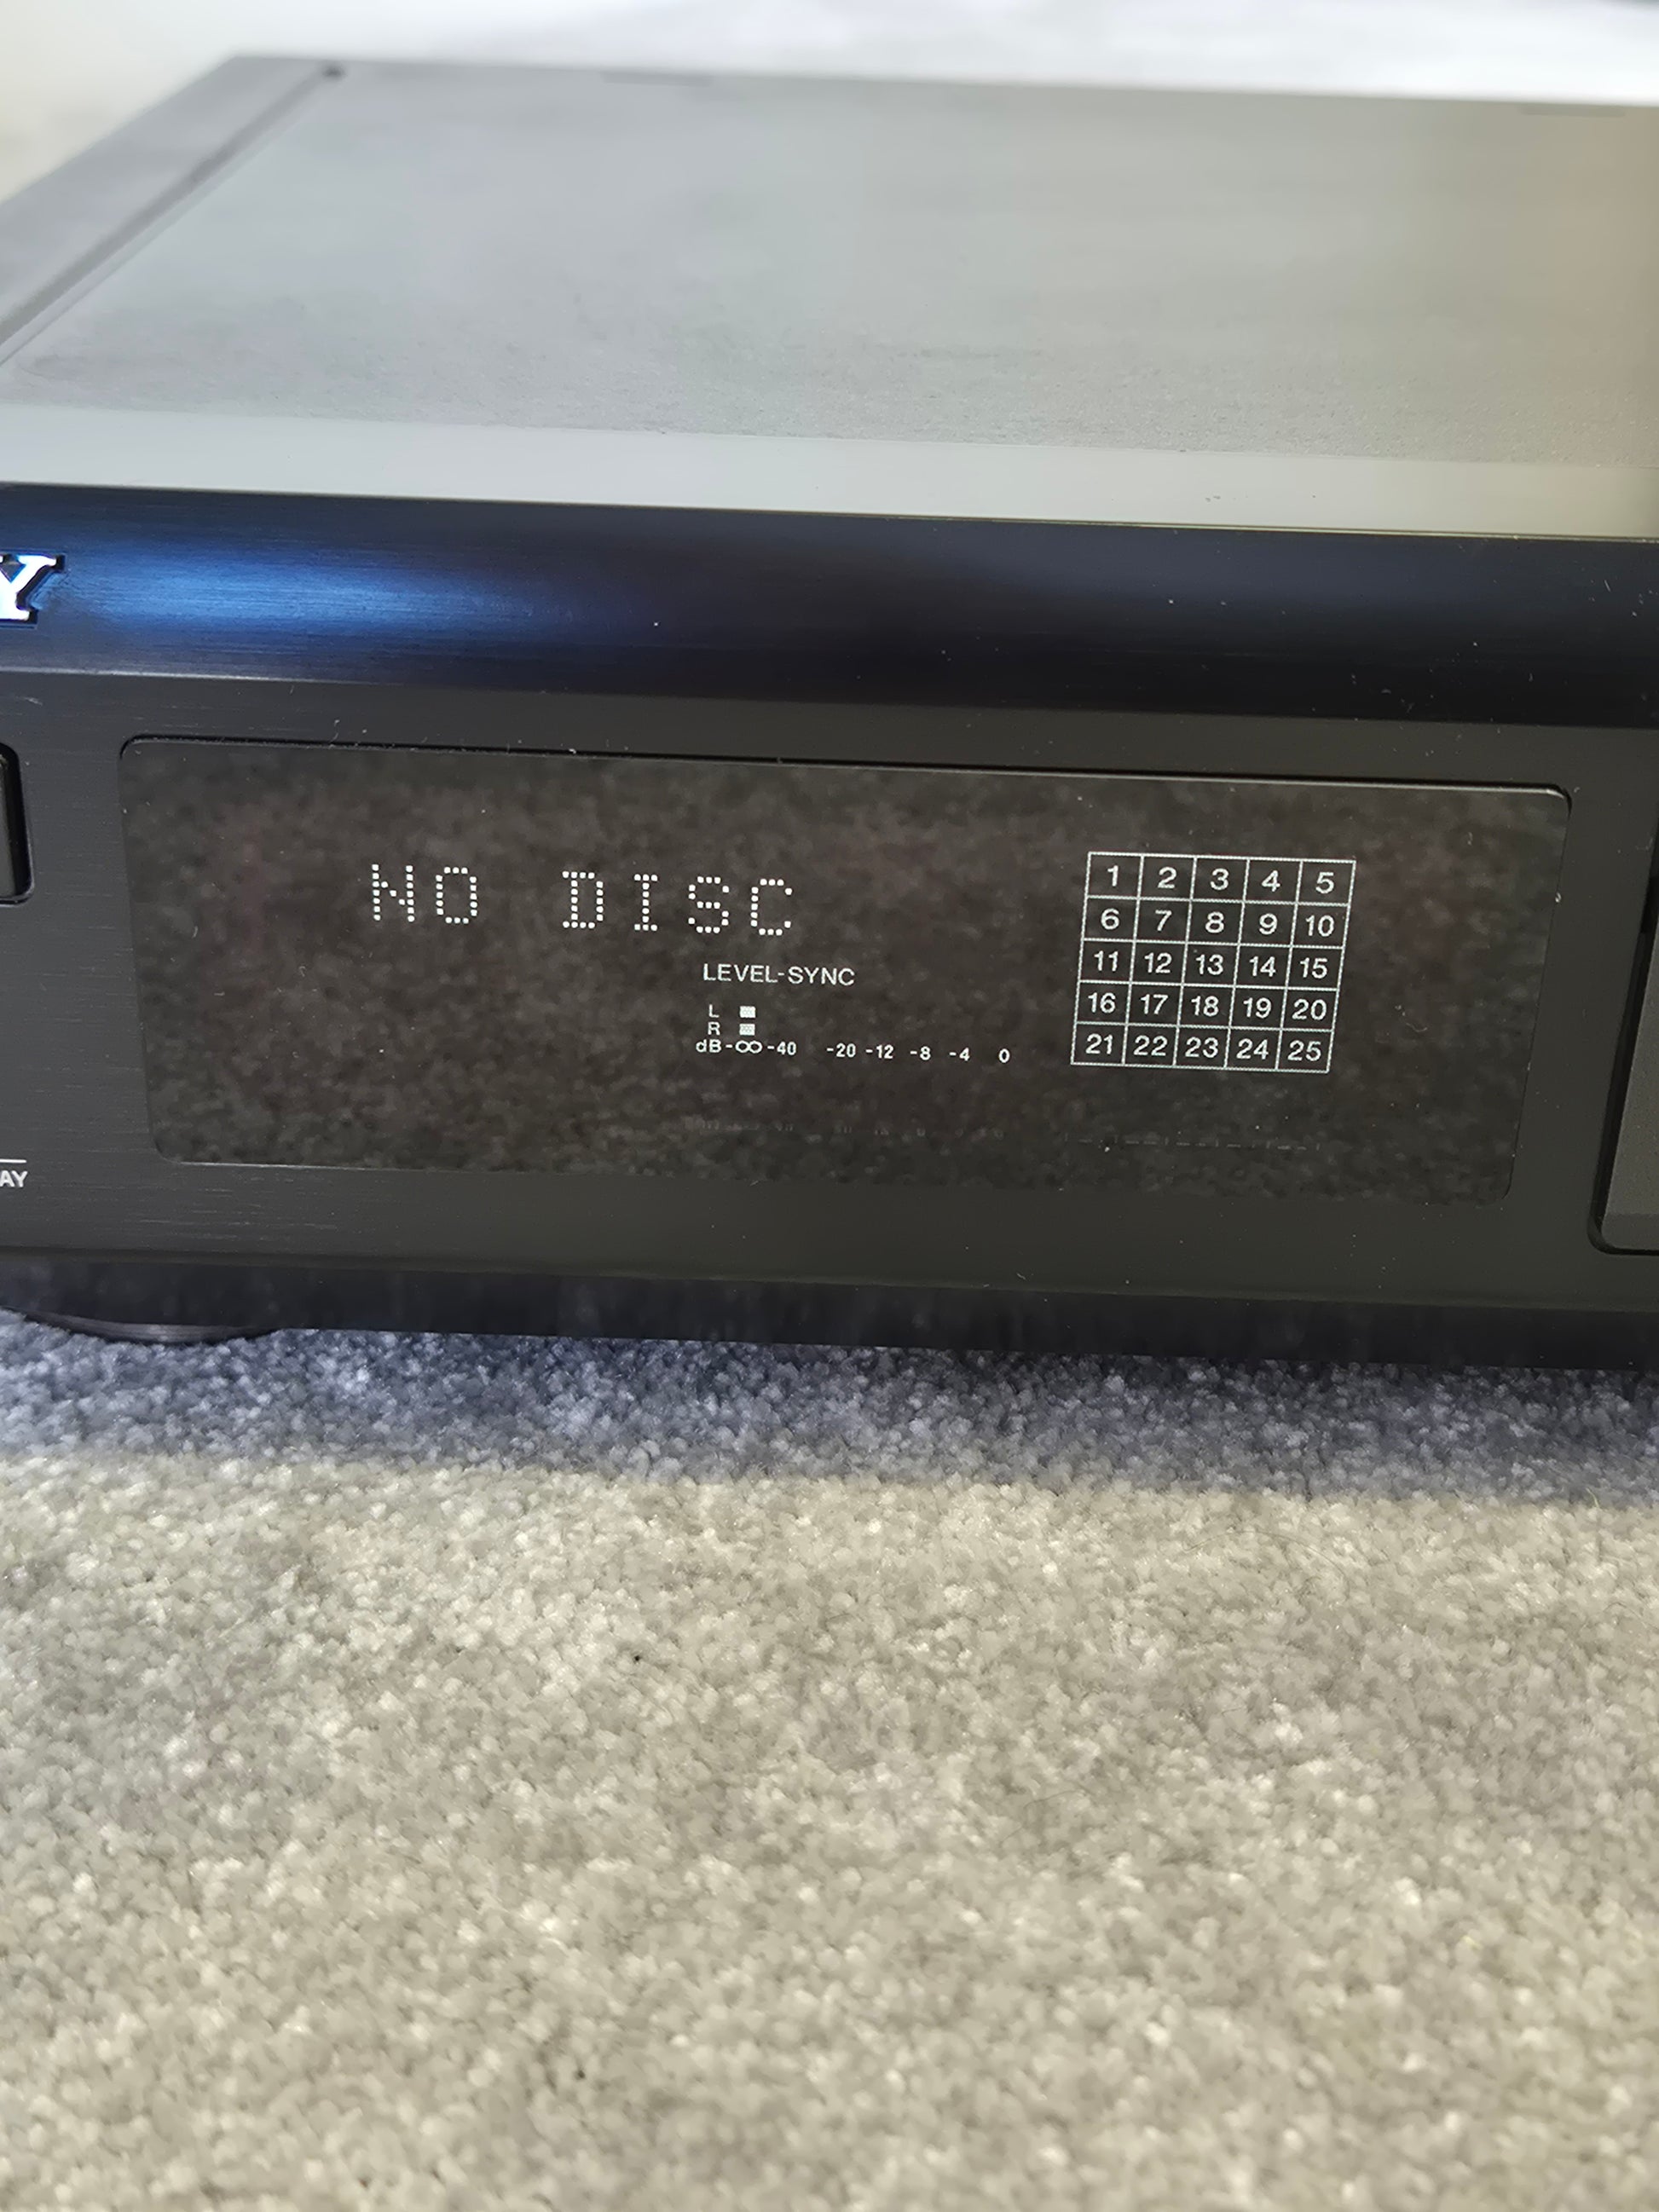 Y
NO DISC
LEVEL-SYNC
L
R
dB -∞ -40 -20 -12 -8 -4 0
1 2 3 4 5
6 7 8 9 10
11 12 13 14 15
16 17 18 19 20
21 22 23 24 25
AY